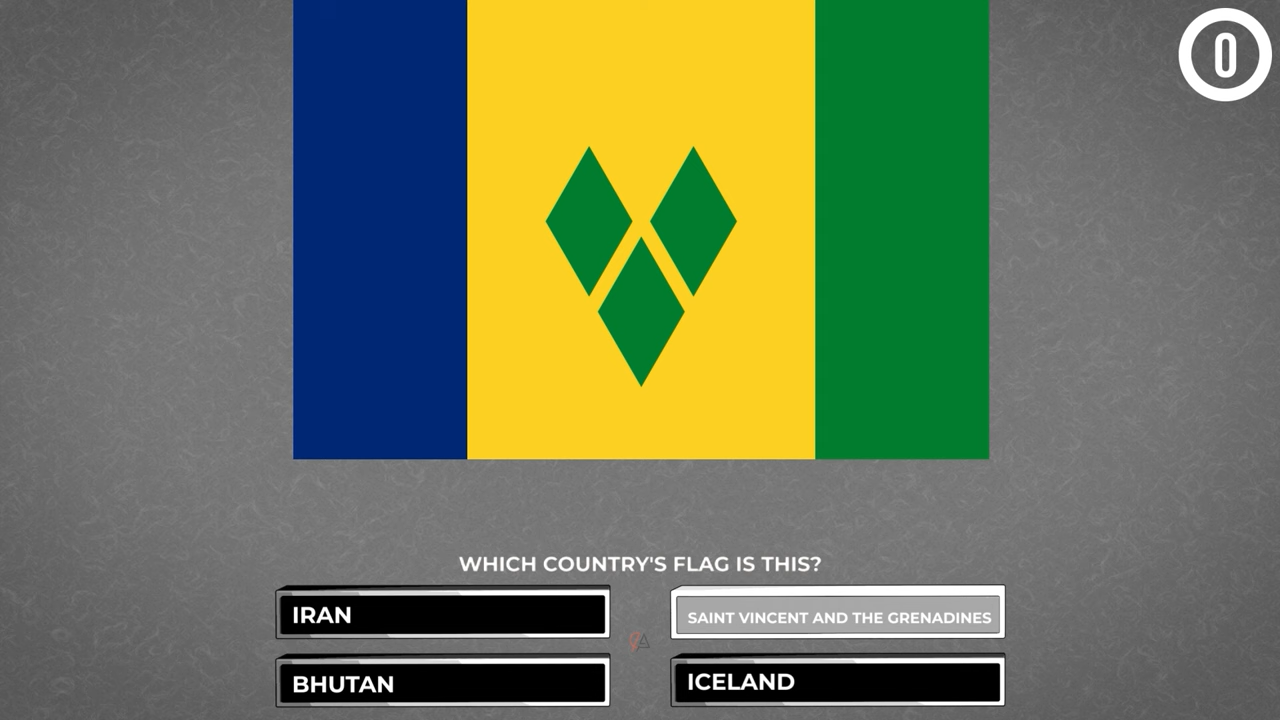 0
WHICH COUNTRY'S FLAG IS THIS?
IRAN
SAINT VINCENT AND THE GRENADINES
BHUTAN
ICELAND